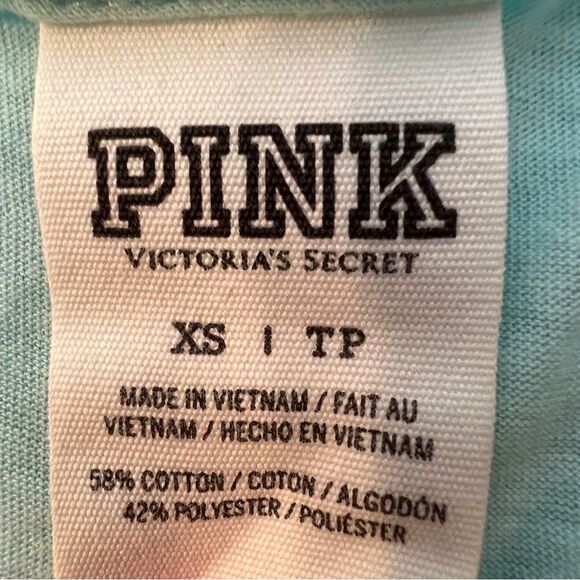 PINK
VICTORIA'S SECRET
XS | TP
MADE IN VIETNAM / FAIT AU
VIETNAM / HECHO EN VIETNAM
58% COTTON / COTON / ALGODÓN
42% POLYESTER / POLIÉSTER